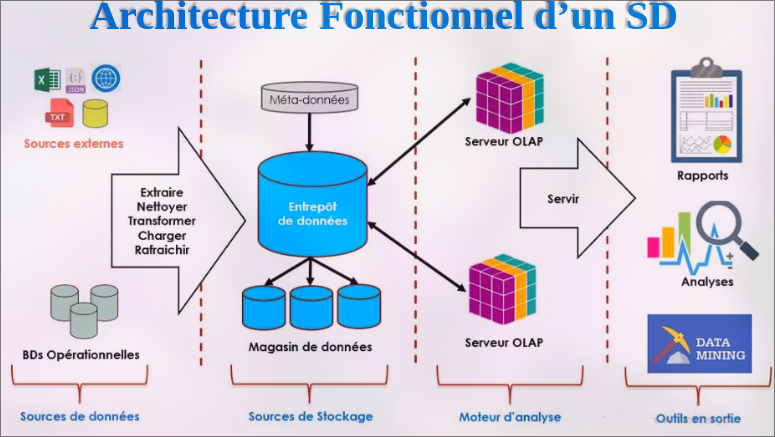 Architecture Fonctionnel d’un SD
JSON
TXT
Sources externes
Extraire
Nettoyer
Transformer
Charger
Rafraichir
BDs Opérationnelles
Méta-données
Entrepôt
de données
Magasin de données
Serveur OLAP
Serveur OLAP
Servir
Rapports
Analyses
DATA
MINING
Sources de données
Sources de Stockage
Moteur d'analyse
Outils en sortie